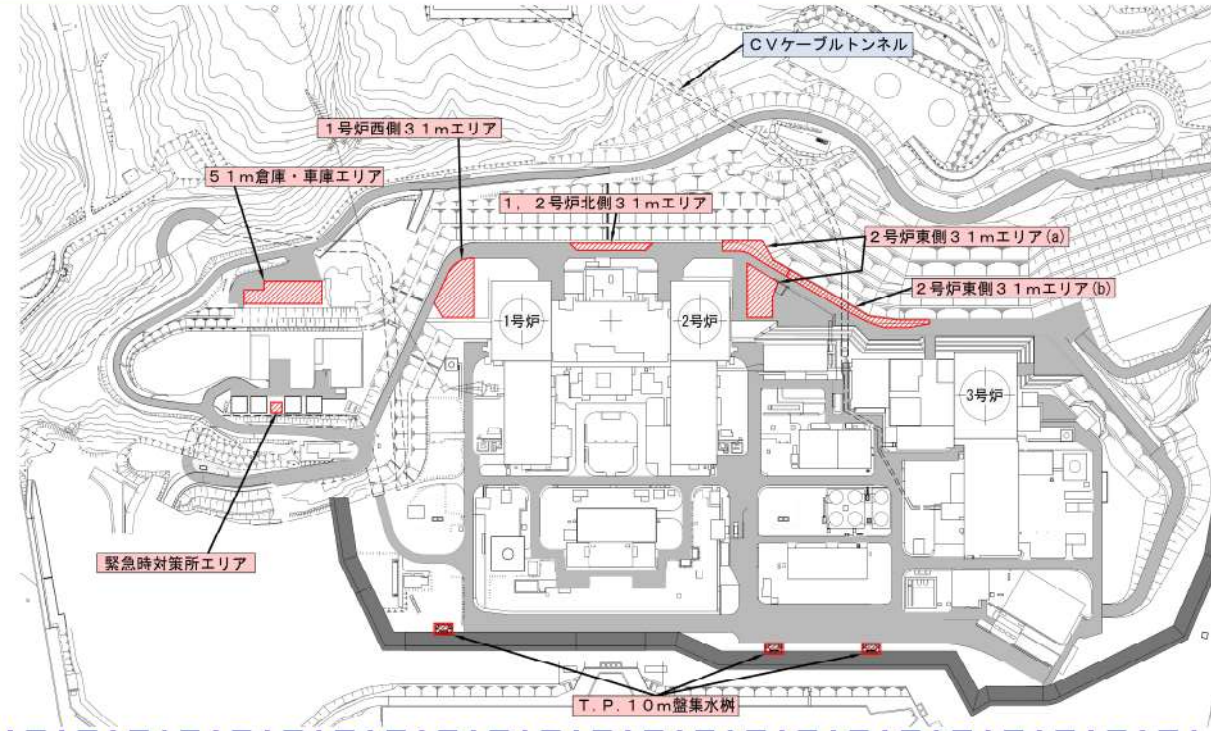 ＣＶケーブルトンネル
１号炉西側３１ｍエリア
５１ｍ倉庫・車庫エリア
１，２号炉北側３１ｍエリア
２号炉東側３１ｍエリア(a)
２号炉東側３１ｍエリア(b)
1号炉
2号炉
3号炉
緊急時対策所エリア
Ｔ．Ｐ．１０ｍ盤集水桝